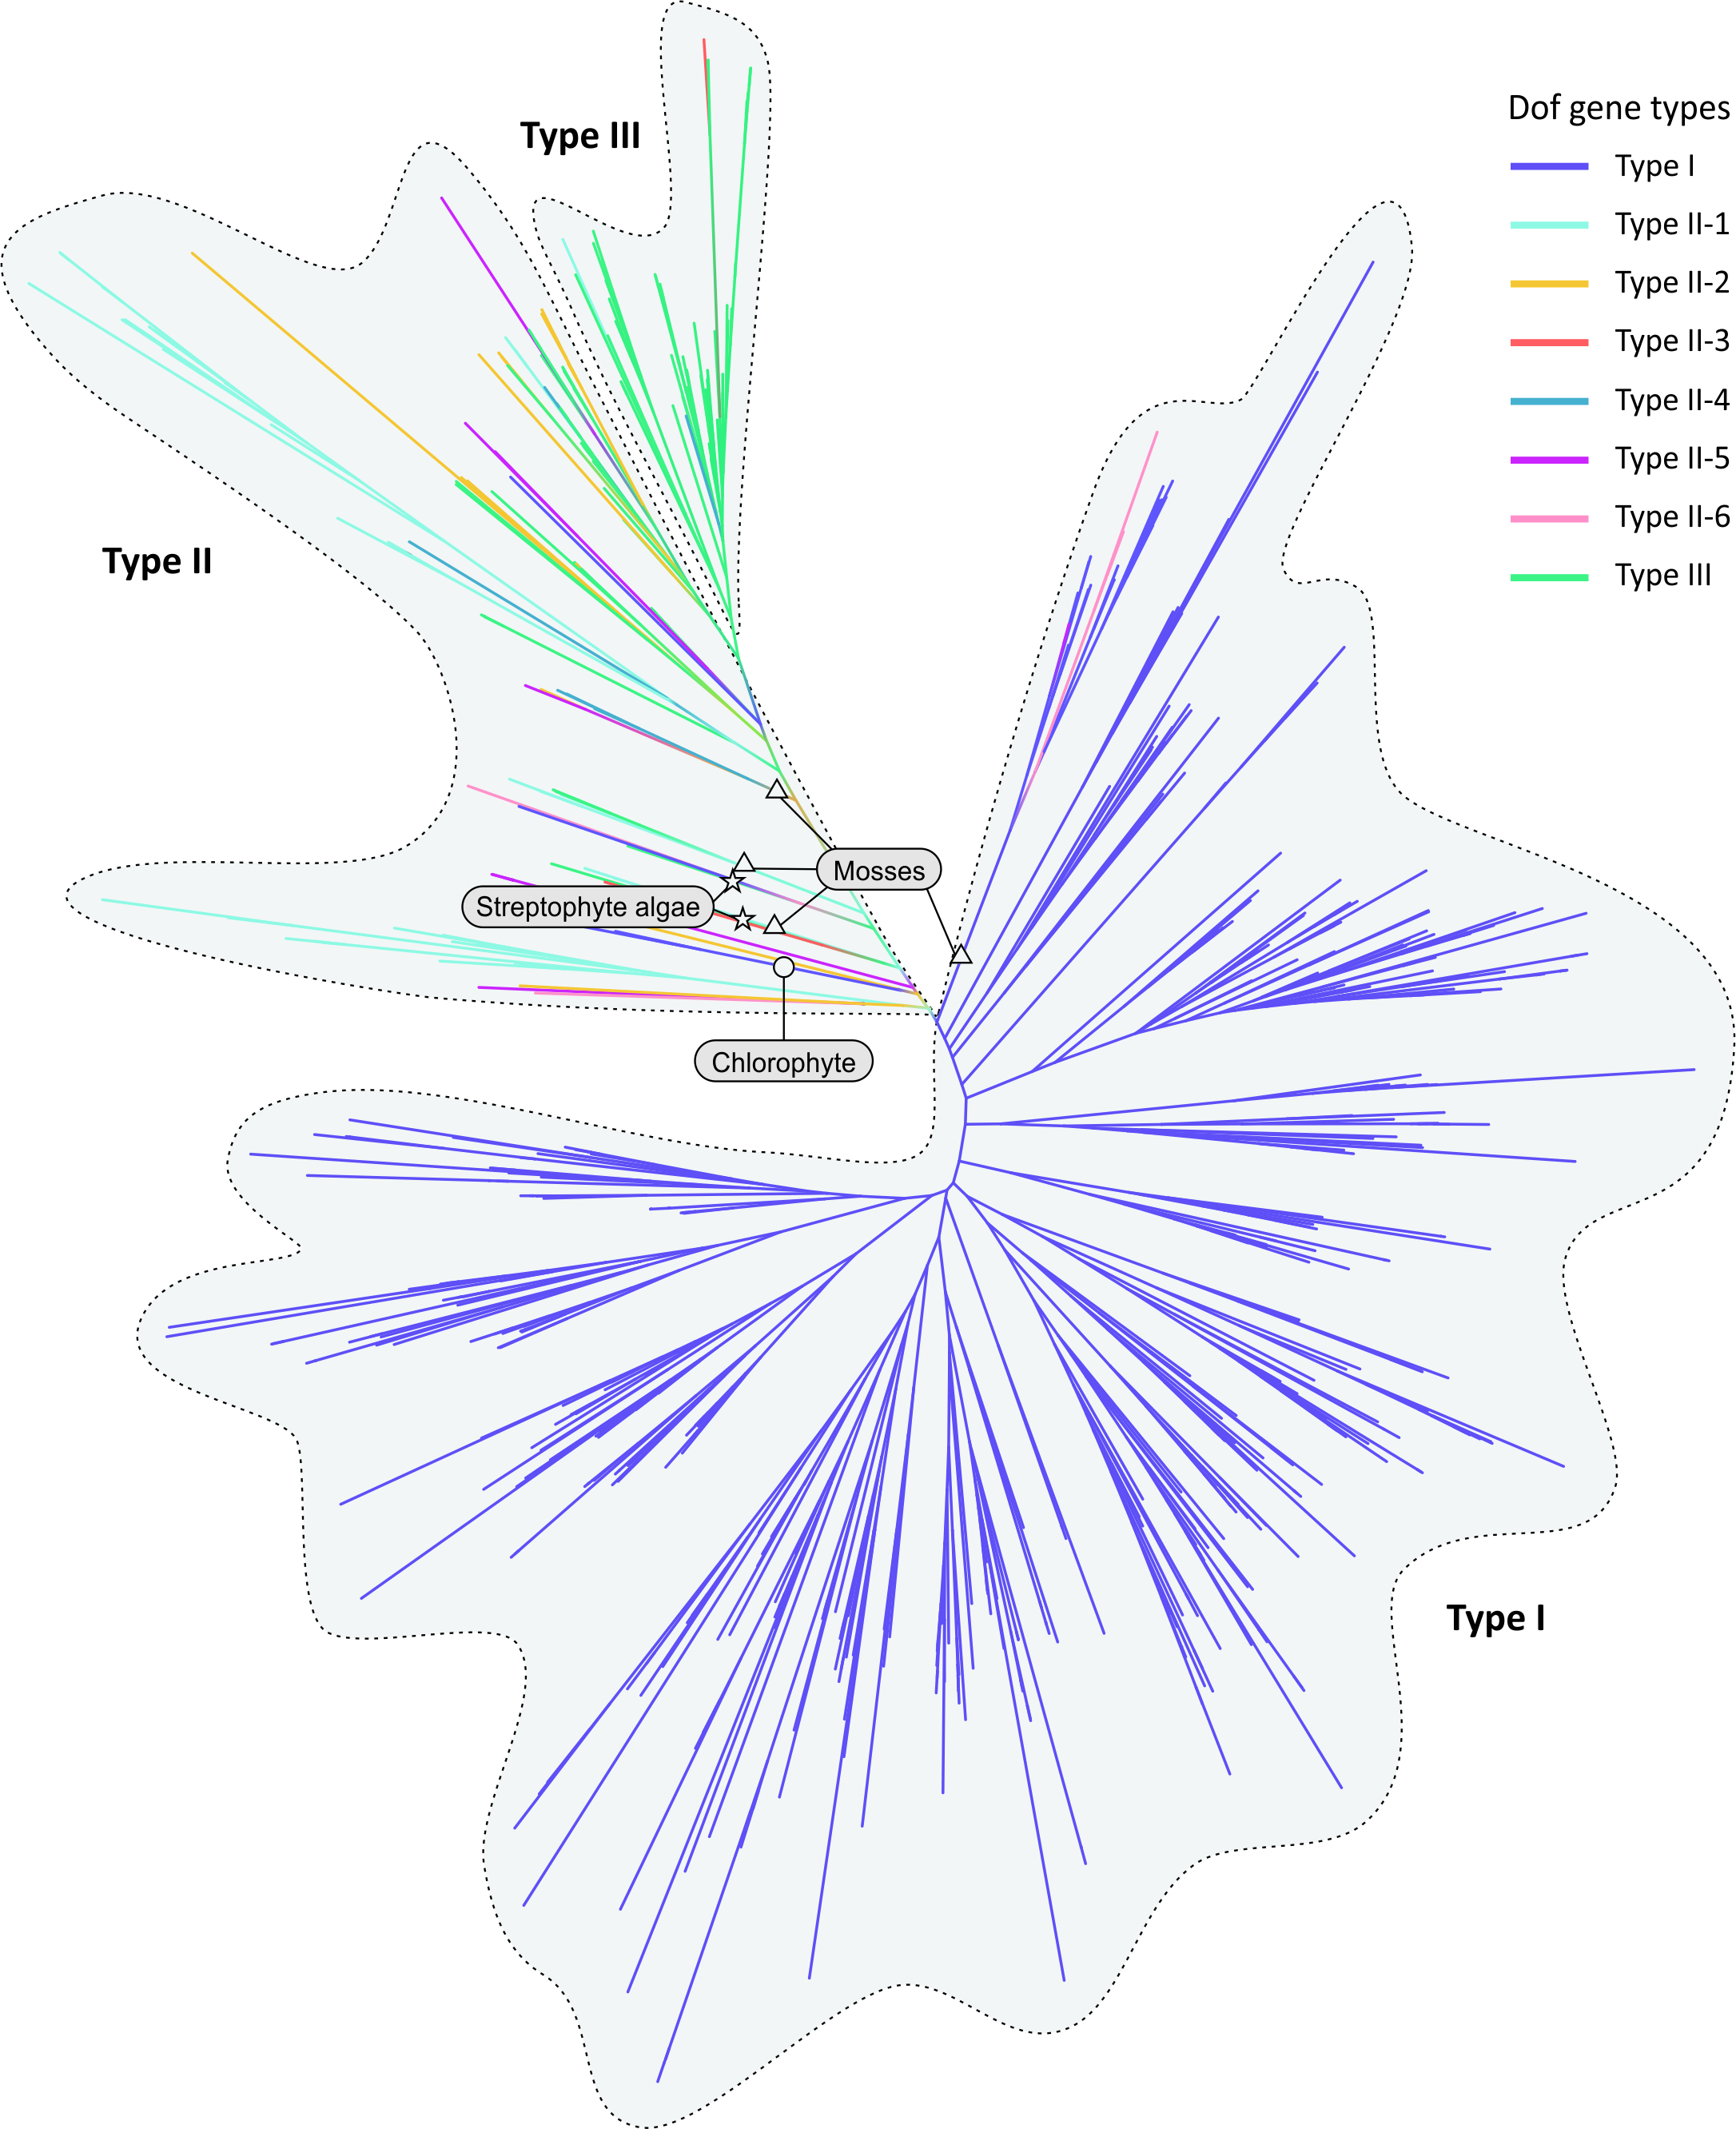 Type III
Dof gene types
Type I
Type II-1
Type II-2
Type II-3
Type II-4
Type II-5
Type II-6
Type III
Type II
Mosses
Streptophyte algae
Chlorophyte
Type I